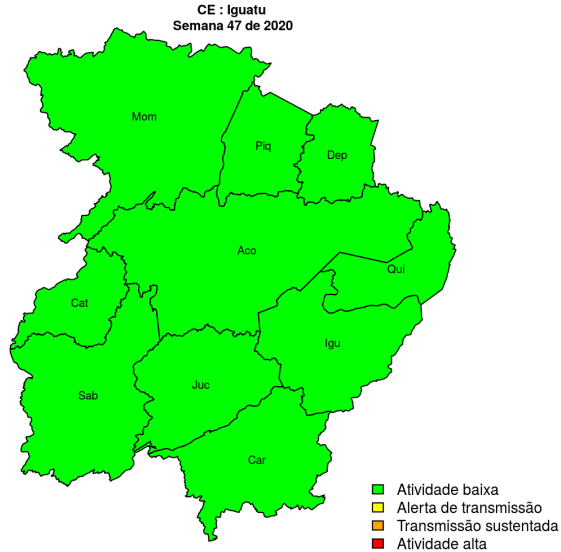 CE : Iguatu
Semana 47 de 2020
Mom
Piq
Dep
Aco
Qui
Cat
Igu
Juc
Sab
Car
Atividade baixa
Alerta de transmissão
Transmissão sustentada
Atividade alta